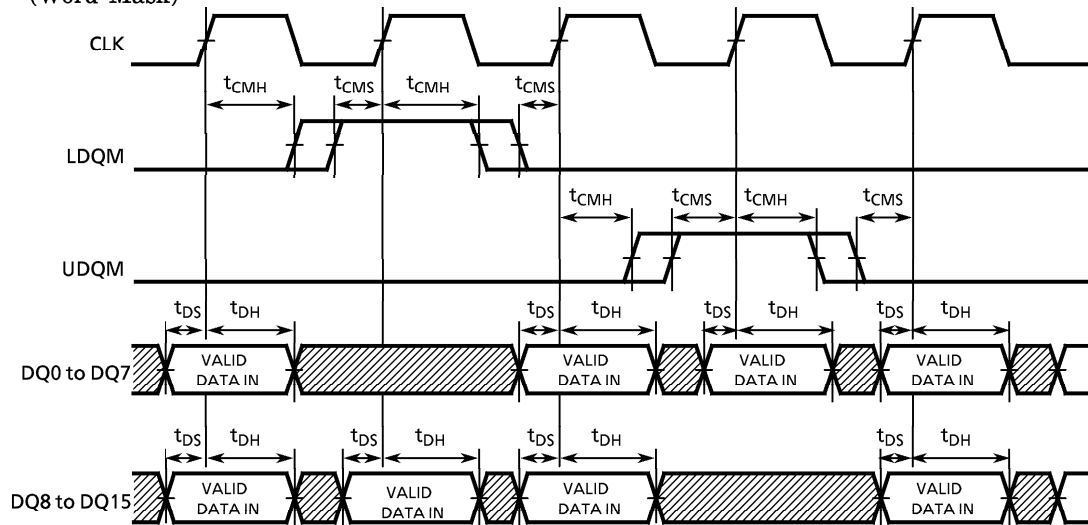 (Word Mask)
CLK
tCMH tCMS tCMH tCMS
LDQM
tCMH tCMS tCMH tCMS
UDQM
tDS tDH tDS tDH tDS tDH tDS tDH
DQ0 to DQ7
VALID DATA IN
VALID DATA IN
VALID DATA IN
VALID DATA IN
tDS tDH tDS tDH tDS tDH tDS tDH
DQ8 to DQ15
VALID DATA IN
VALID DATA IN
VALID DATA IN
VALID DATA IN